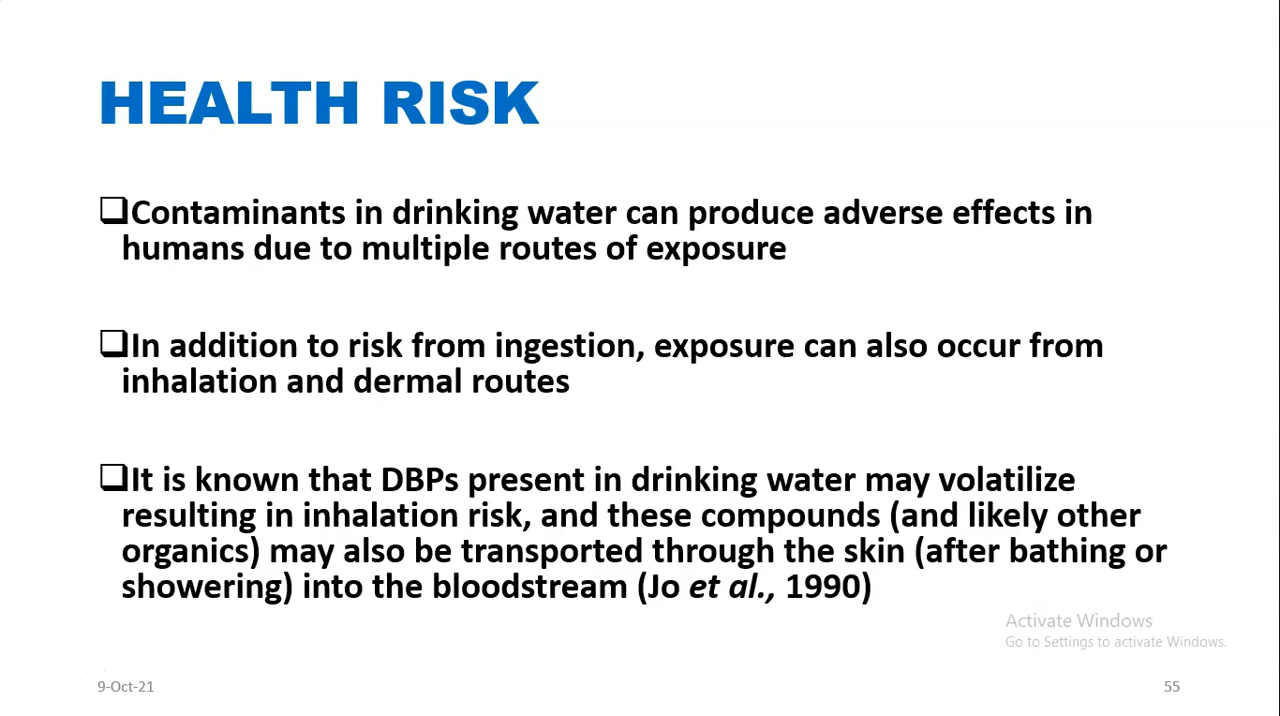 HEALTH RISK
❑Contaminants in drinking water can produce adverse effects in
humans due to multiple routes of exposure
❑In addition to risk from ingestion, exposure can also occur from
inhalation and dermal routes
❑It is known that DBPs present in drinking water may volatilize
resulting in inhalation risk, and these compounds (and likely other
organics) may also be transported through the skin (after bathing or
showering) into the bloodstream (Jo et al., 1990)
Activate Windows
Go to Settings to activate Windows.
9-Oct-21
55